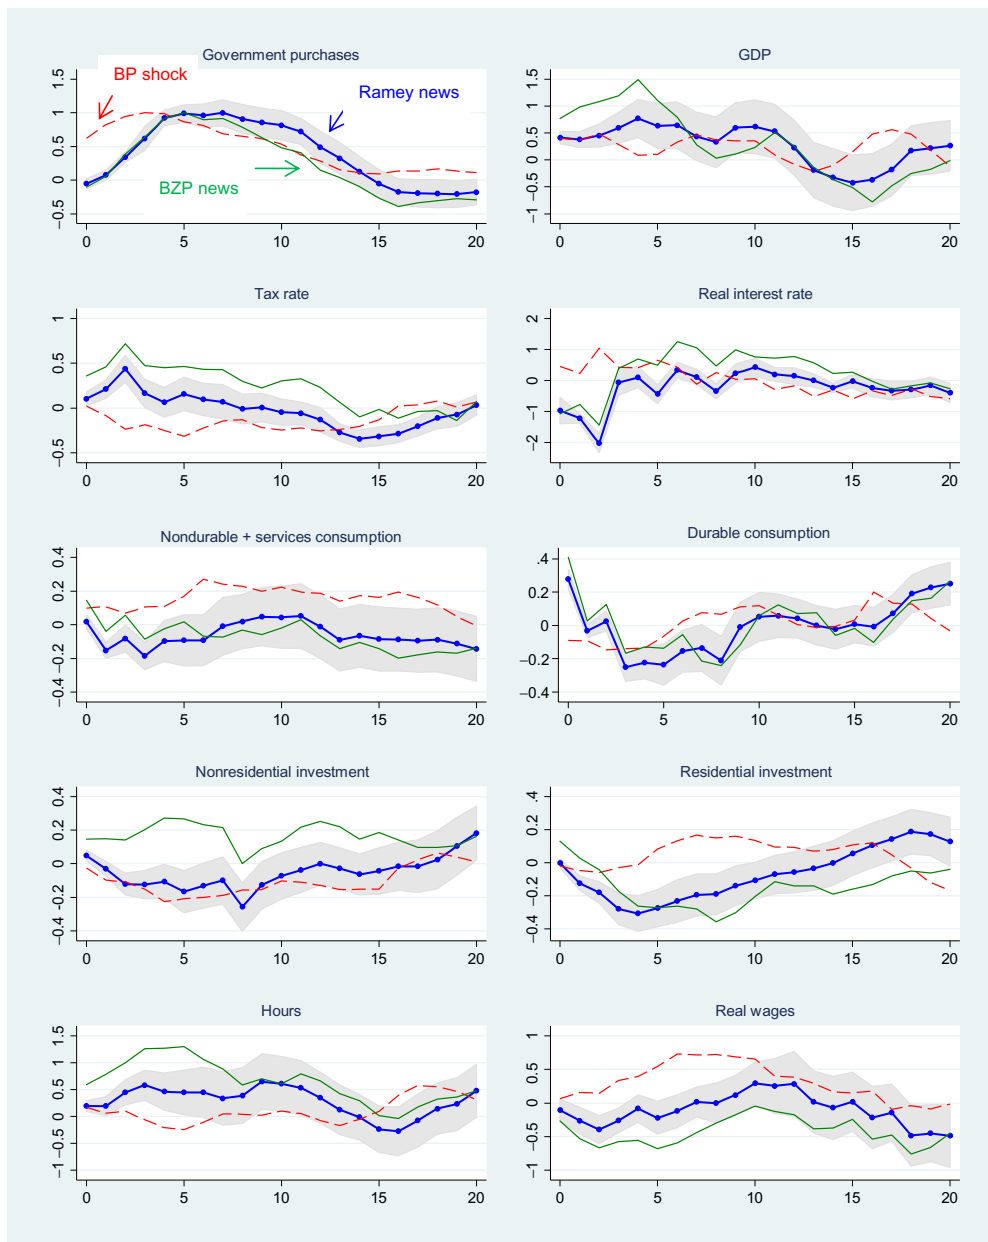 Government purchases
BP shock
Ramey news
BZP news
1.5
1
0.5
0
−0.5
0 5 10 15 20
GDP
1.5
1
0.5
0.0
−0.5
−1
0 5 10 15 20
Tax rate
1
0.5
0
−0.5
0 5 10 15 20
Real interest rate
2
1
0
−1
−2
0 5 10 15 20
Nondurable + services consumption
0.4
0.2
0
−0.2
−0.4
0 5 10 15 20
Durable consumption
.4
0.2
0
−0.2
−0.4
0 5 10 15 20
Nonresidential investment
0.4
0.2
0
−0.2
−0.4
0 5 10 15 20
Residential investment
.4
0.2
0
−0.2
−0.4
0 5 10 15 20
Hours
1.5
1
0.5
0
−0.5
−1
0 5 10 15 20
Real wages
1
0.5
0
−0.5
−1
0 5 10 15 20